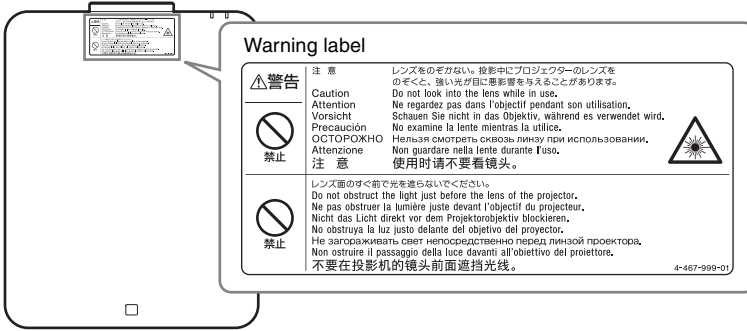 Warning label
警告
注 意 レンズをのぞかない。投影中にプロジェクターのレンズを
のぞくと、強い光が目に悪影響を与えることがあります。
Caution Do not look into the lens while in use.
Attention Ne regardez pas dans l'objectif pendant son utilisation.
Vorsicht Schauen Sie nicht in das Objektiv, während es verwendet wird.
Precaución No examine la lente mientras la utilice.
ОСТОРОЖНО Нельзя смотреть сквозь линзу при использовании.
Attenzione Non guardare nella lente durante l'uso.
注 意 使用时请不要看镜头。
禁止
レンズ面のすぐ前で光を遮らないでください。
Do not obstruct the light just before the lens of the projector.
Ne pas obstruer la lumière juste devant l'objectif du projecteur.
Nicht das Licht direkt vor dem Projektorobjektiv blockieren.
No obstruya la luz justo delante del objetivo del proyector.
Не загораживать свет непосредственно перед линзой проектора.
Non ostruire il passaggio della luce davanti all'obiettivo del proiettore.
不要在投影机的镜头前面遮挡光线。
禁止
4-467-999-01